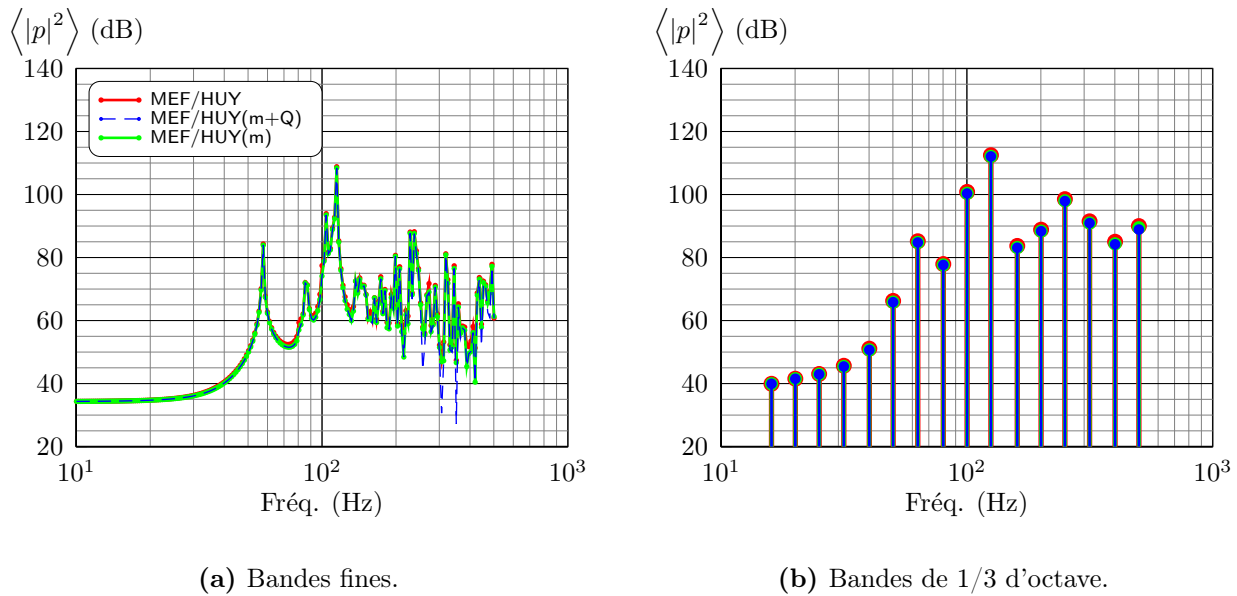 ⟨|p|²⟩ (dB)
140
120
100
80
60
40
20
MEF/HUY
MEF/HUY(m+Q)
MEF/HUY(m)
10¹
10²
10³
Fréq. (Hz)
(a) Bandes fines.
⟨|p|²⟩ (dB)
140
120
100
80
60
40
20
10¹
10²
10³
Fréq. (Hz)
(b) Bandes de 1/3 d'octave.